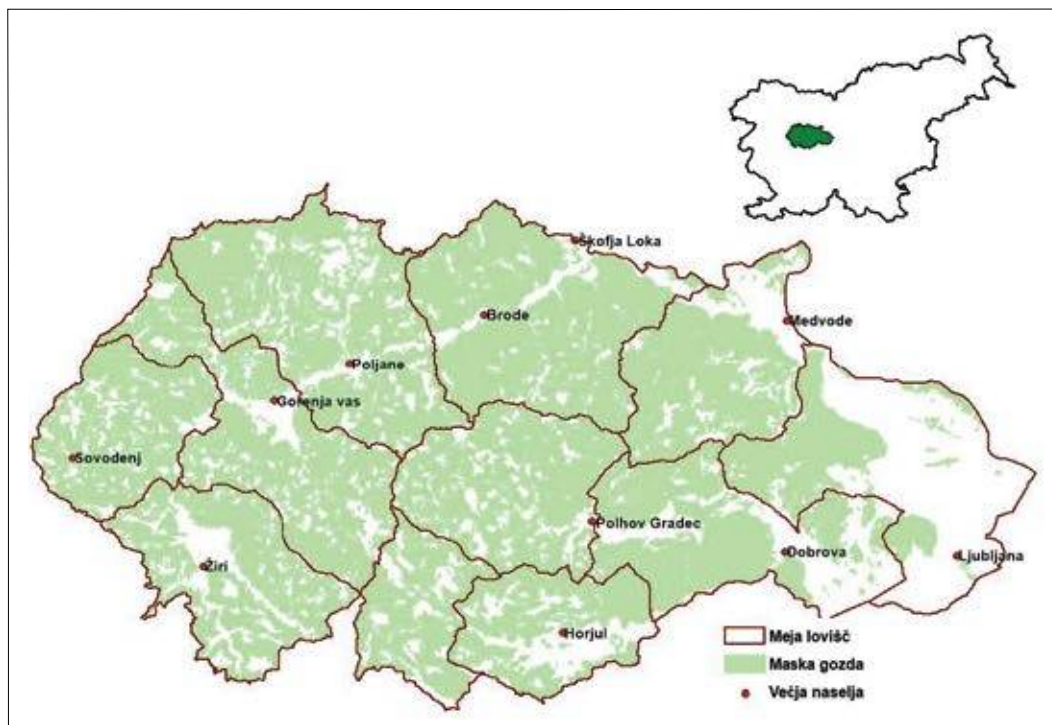 Škofja Loka
Brode
Medvode
Poljane
Gorenja vas
Sovodenj
Polhov Gradec
Dobrova
Ljubljana
Žiri
Horjul
Meja lovišč
Maska gozda
Večja naselja